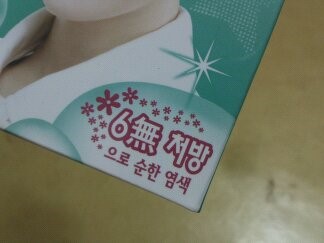 6無 처방
으로 순한 염색